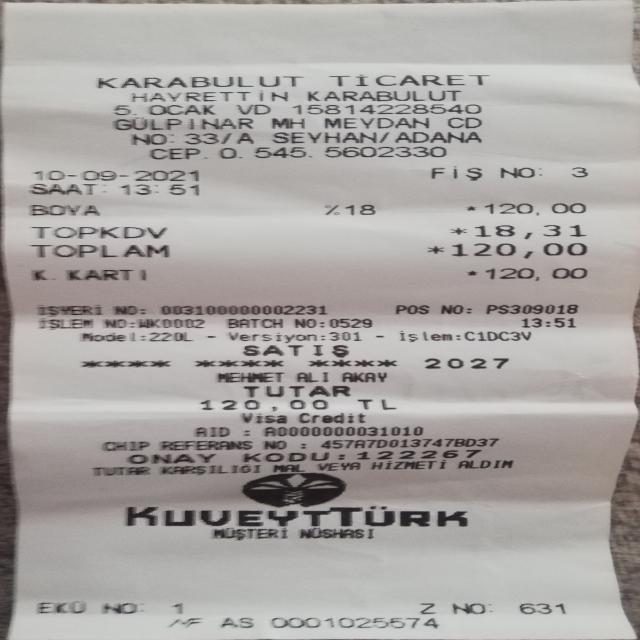 KARABULUT TİCARET
HAYRETTİN KARABULUT
5. OCAK VD 15814228540
GÜLPINAR MH MEYDAN CD
NO: 33/A SEYHAN/ADANA
CEP. 0. 545. 5602330
10-09-2021 FİŞ NO: 3
SAAT: 13:51
BOYA %18 *120,00
TOPKDV *18,31
TOPLAM *120,00
K. KARTI *120,00
İŞYERİ NO: 0031000000002231 POS NO: PS309018
İŞLEM NO:WK0002 BATCH NO:0529 13:51
Model:220L - Versiyon:301 - İşlem:C1DC3V
SATIŞ
**** **** **** 2027
MEHMET ALI AKAY
TUTAR
120,00 TL
Visa Credit
AID : A0000000031010
CHIP REFERANS NO : 457A7D013747BD37
ONAY KODU:122267
TUTAR KARŞILIĞI MAL VEYA HİZMETİ ALDIM
KUVEYTTÜRK
MÜŞTERİ NÜSHASI
EKÜ NO: 1 Z NO: 631
MF AS 0001025574